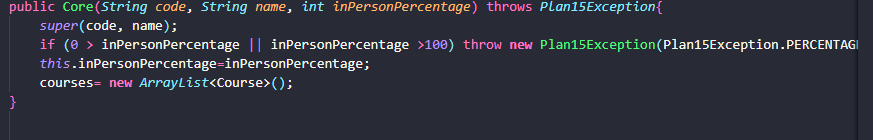 public Core(String code, String name, int inPersonPercentage) throws Plan15Exception{
super(code, name);
if (0 > inPersonPercentage || inPersonPercentage >100) throw new Plan15Exception(Plan15Exception.PERCENTAG
this.inPersonPercentage=inPersonPercentage;
courses= new ArrayList<Course>();
}